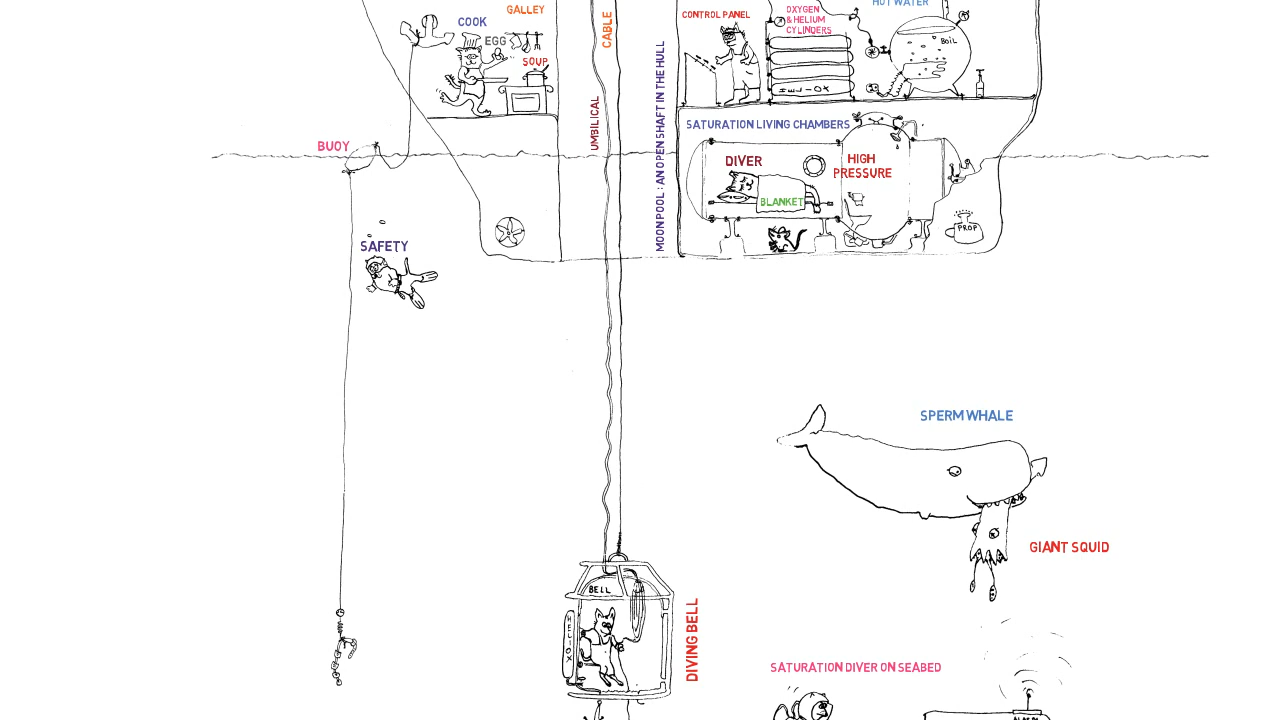 GALLEY
COOK
EGG
SOUP
CABLE
UMBILICAL
MOONPOOL : AN OPEN SHAFT IN THE HULL
CONTROL PANEL
OXYGEN
& HELIUM
CYLINDERS
HELIOX
HOT WATER
BOIL
SATURATION LIVING CHAMBERS
BUOY
DIVER
HIGH
PRESSURE
BLANKET
PROP
SAFETY
SPERM WHALE
GIANT SQUID
BELL
HELIOX
DIVING BELL
SATURATION DIVER ON SEABED